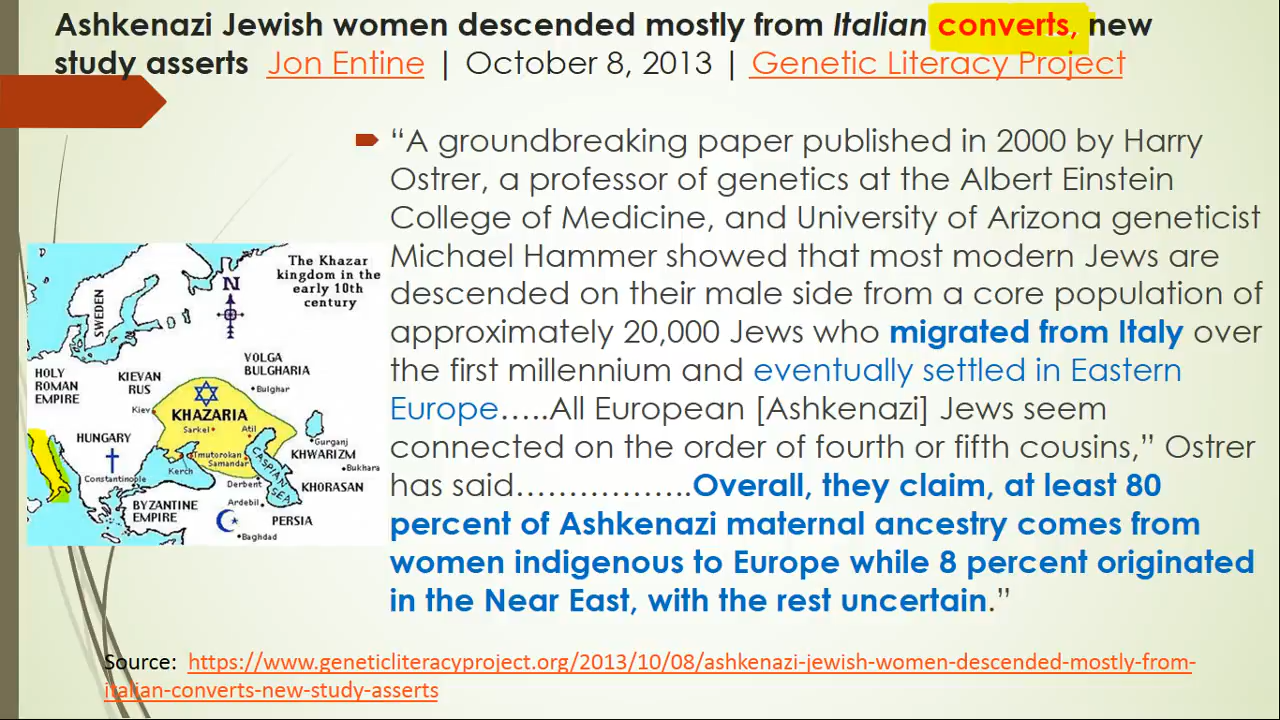 Ashkenazi Jewish women descended mostly from Italian converts, new
study asserts Jon Entine | October 8, 2013 | Genetic Literacy Project
“A groundbreaking paper published in 2000 by Harry
Ostrer, a professor of genetics at the Albert Einstein
College of Medicine, and University of Arizona geneticist
Michael Hammer showed that most modern Jews are
descended on their male side from a core population of
approximately 20,000 Jews who migrated from Italy over
the first millennium and eventually settled in Eastern
Europe…..All European [Ashkenazi] Jews seem
connected on the order of fourth or fifth cousins,” Ostrer
has said……………..Overall, they claim, at least 80
percent of Ashkenazi maternal ancestry comes from
women indigenous to Europe while 8 percent originated
in the Near East, with the rest uncertain.”
The Khazar
kingdom in the
early 10th
century
N
SWEDEN
HOLY
ROMAN
EMPIRE
KIEVAN
RUS
VOLGA
BULGHARIA
Bulghar
Kiev
KHAZARIA
Sarkel
Atil
HUNGARY
Gurganj
KHWARIZM
Tmutorokan
Samandar
Kerch
CASPIAN
SEA
Bukhara
Constantinople
Derbent
KHORASAN
BYZANTINE
EMPIRE
Ardebil
PERSIA
Baghdad
Source: https://www.geneticliteracyproject.org/2013/10/08/ashkenazi-jewish-women-descended-mostly-from-
italian-converts-new-study-asserts